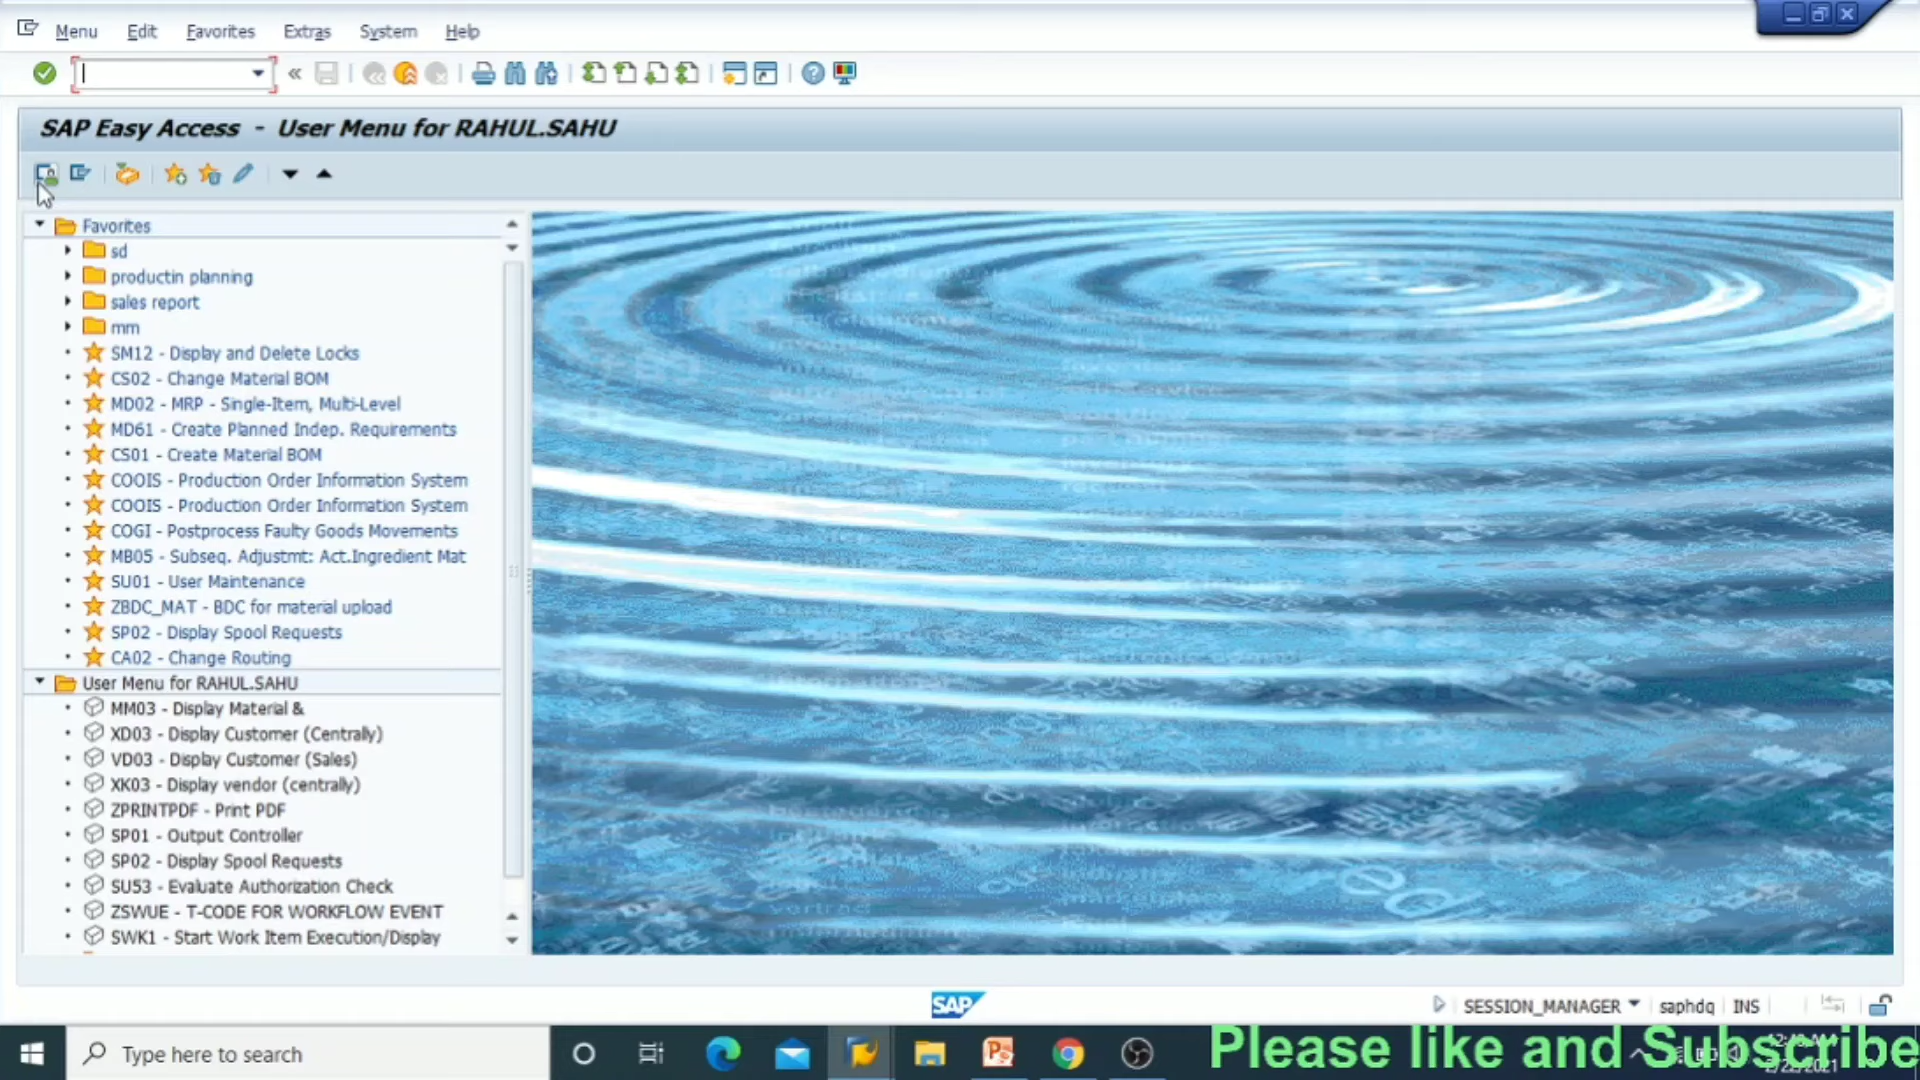 Menu Edit Favorites Extras System Help
SAP Easy Access - User Menu for RAHUL.SAHU
Favorites
sd
productin planning
sales report
mm
SM12 - Display and Delete Locks
CS02 - Change Material BOM
MD02 - MRP - Single-Item, Multi-Level
MD61 - Create Planned Indep. Requirements
CS01 - Create Material BOM
COOIS - Production Order Information System
COOIS - Production Order Information System
COGI - Postprocess Faulty Goods Movements
MB05 - Subseq. Adjustmt: Act.Ingredient Mat
SU01 - User Maintenance
ZBDC_MAT - BDC for material upload
SP02 - Display Spool Requests
CA02 - Change Routing
User Menu for RAHUL.SAHU
MM03 - Display Material &
XD03 - Display Customer (Centrally)
VD03 - Display Customer (Sales)
XK03 - Display vendor (centrally)
ZPRINTPDF - Print PDF
SP01 - Output Controller
SP02 - Display Spool Requests
SU53 - Evaluate Authorization Check
ZSWUE - T-CODE FOR WORKFLOW EVENT
SWK1 - Start Work Item Execution/Display
SAP
SESSION_MANAGER saphdq INS
Type here to search
Please like and Subscribe